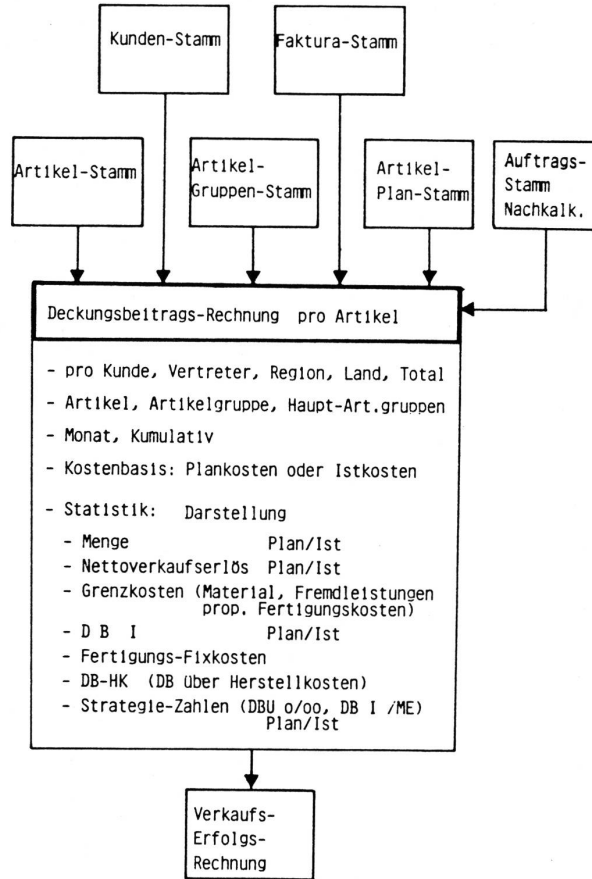 Kunden-Stamm
Faktura-Stamm
Artikel-Stamm
Artikel-
Gruppen-Stamm
Artikel-
Plan-Stamm
Auftrags-
Stamm
Nachkalk.
Deckungsbeitrags-Rechnung pro Artikel
- pro Kunde, Vertreter, Region, Land, Total
- Artikel, Artikelgruppe, Haupt-Art.gruppen
- Monat, Kumulativ
- Kostenbasis: Plankosten oder Istkosten
- Statistik: Darstellung
- Menge Plan/Ist
- Nettoverkaufserlös Plan/Ist
- Grenzkosten (Material, Fremdleistungen
prop. Fertigungskosten)
- D B I Plan/Ist
- Fertigungs-Fixkosten
- DB-HK (DB über Herstellkosten)
- Strategie-Zahlen (DBU o/oo, DB I /ME)
Plan/Ist
Verkaufs-
Erfolgs-
Rechnung